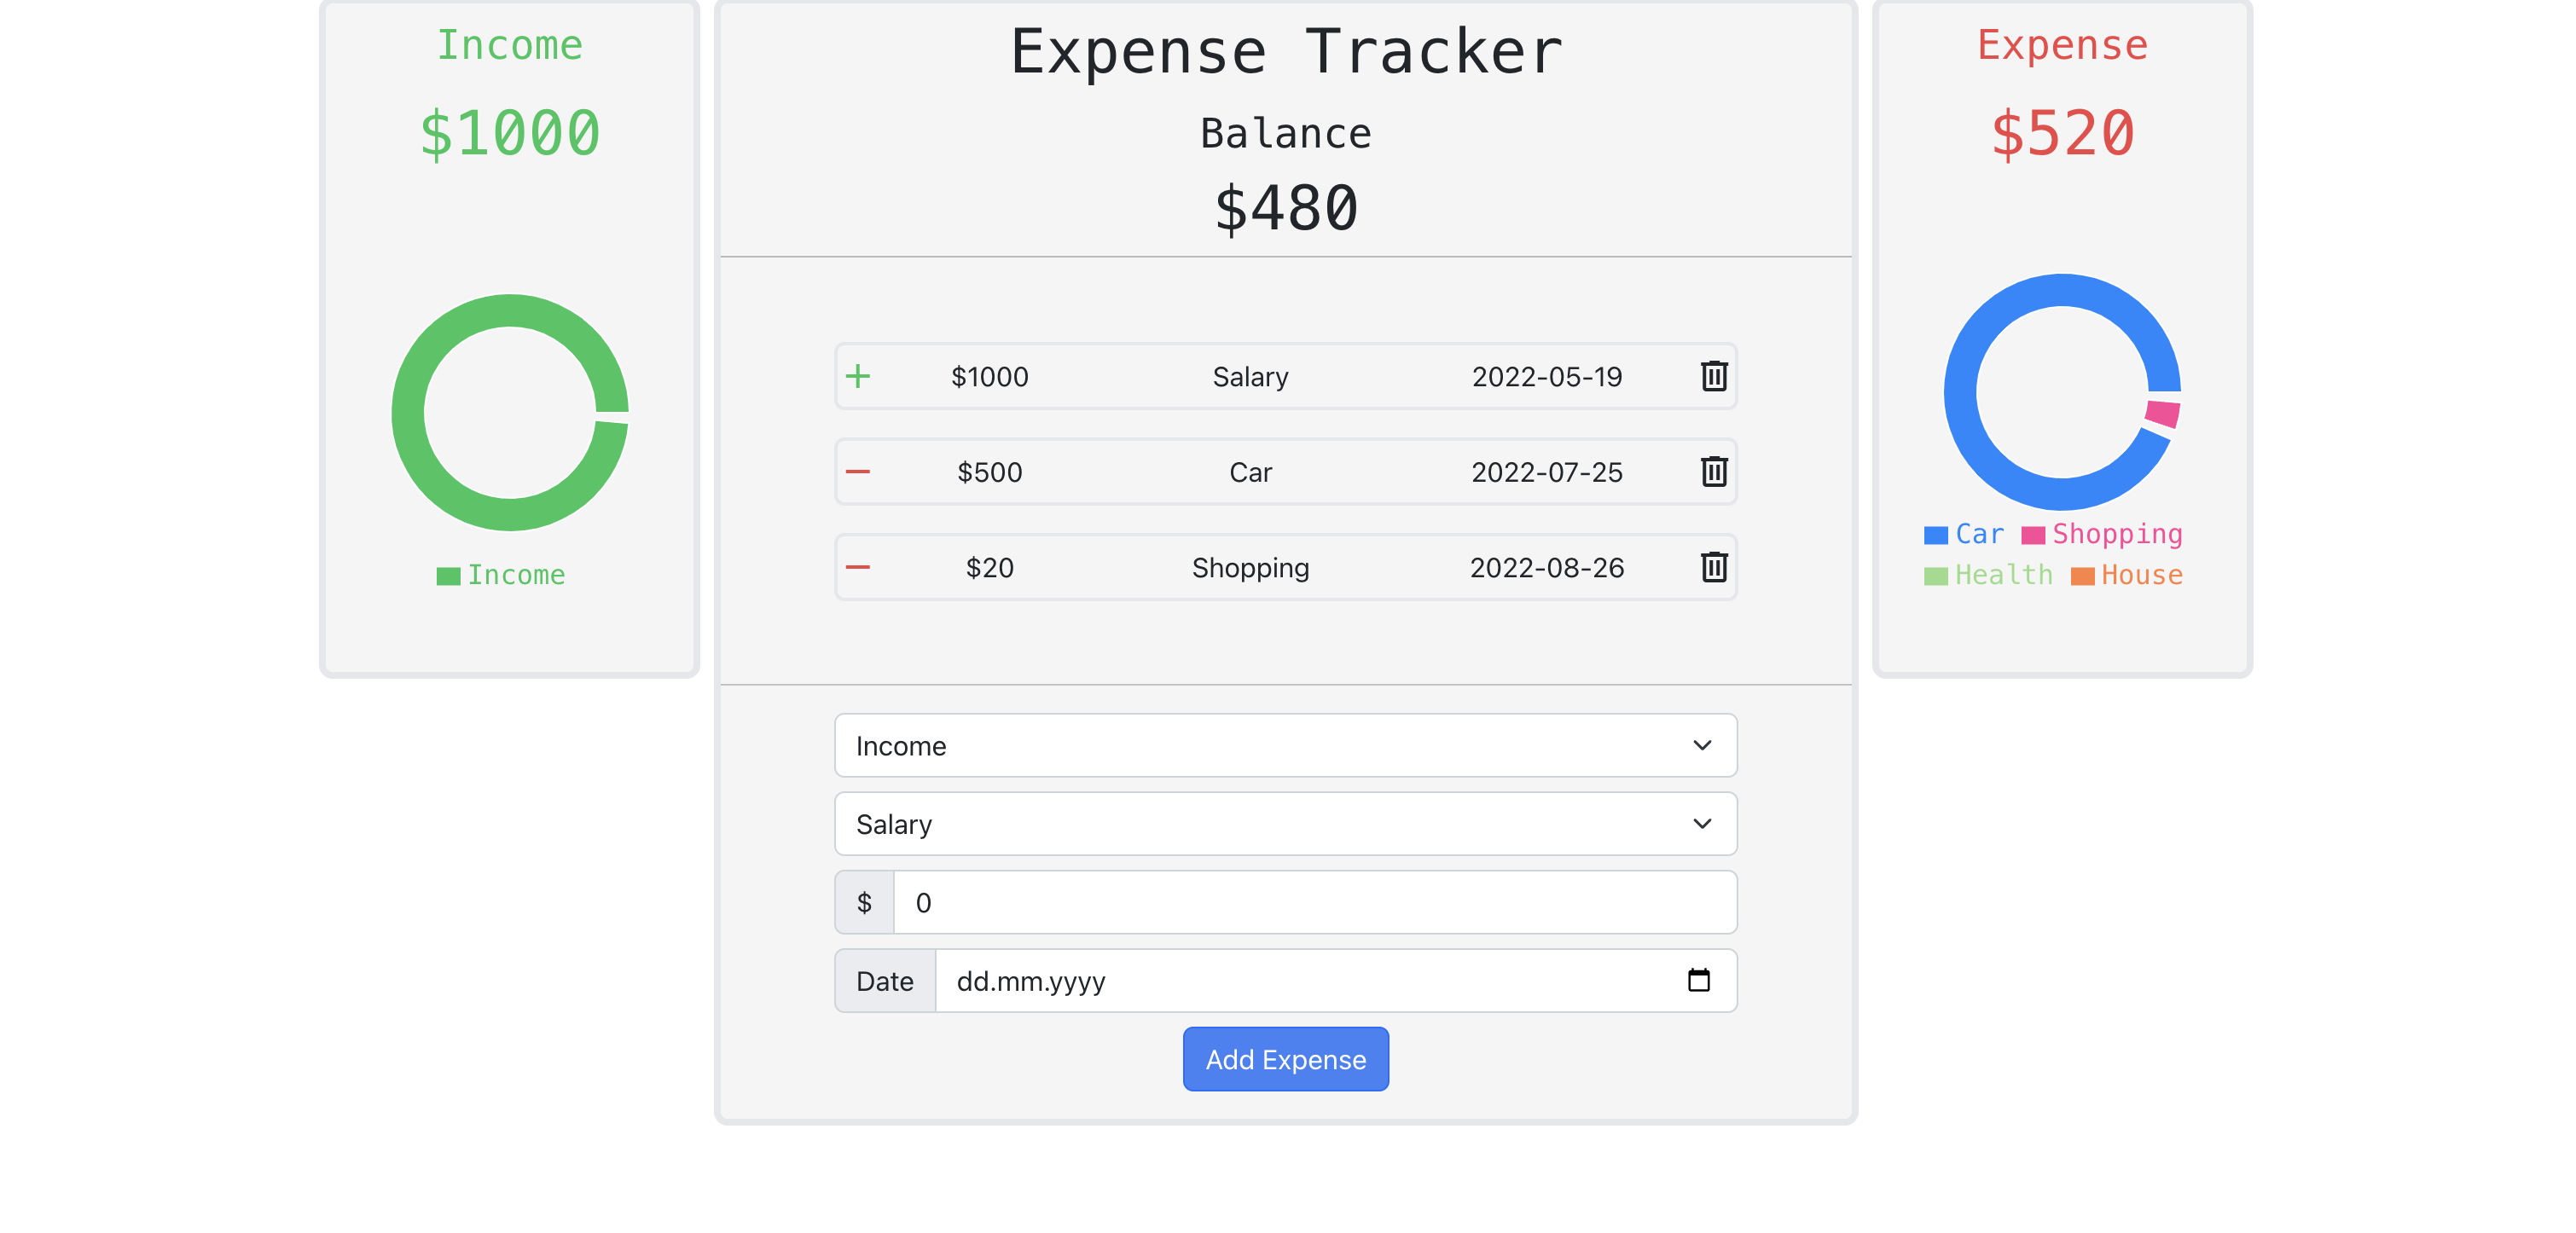 Income
$1000
Income
Expense Tracker
Balance
$480
+ $1000 Salary 2022-05-19
− $500 Car 2022-07-25
− $20 Shopping 2022-08-26
Income
Salary
$ 0
Date dd.mm.yyyy
Add Expense
Expense
$520
Car Shopping
Health House